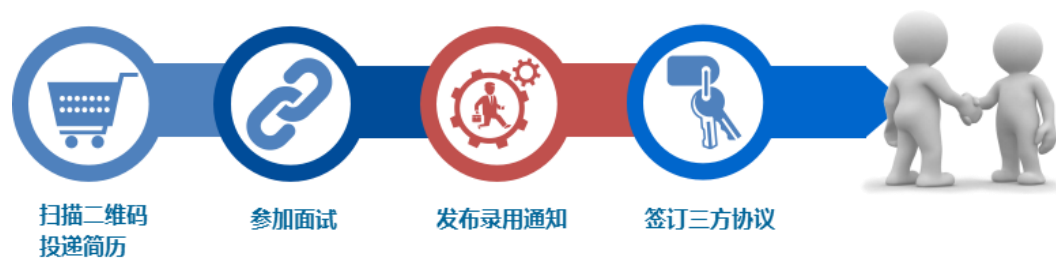 扫描二维码
投递简历
参加面试
发布录用通知
签订三方协议